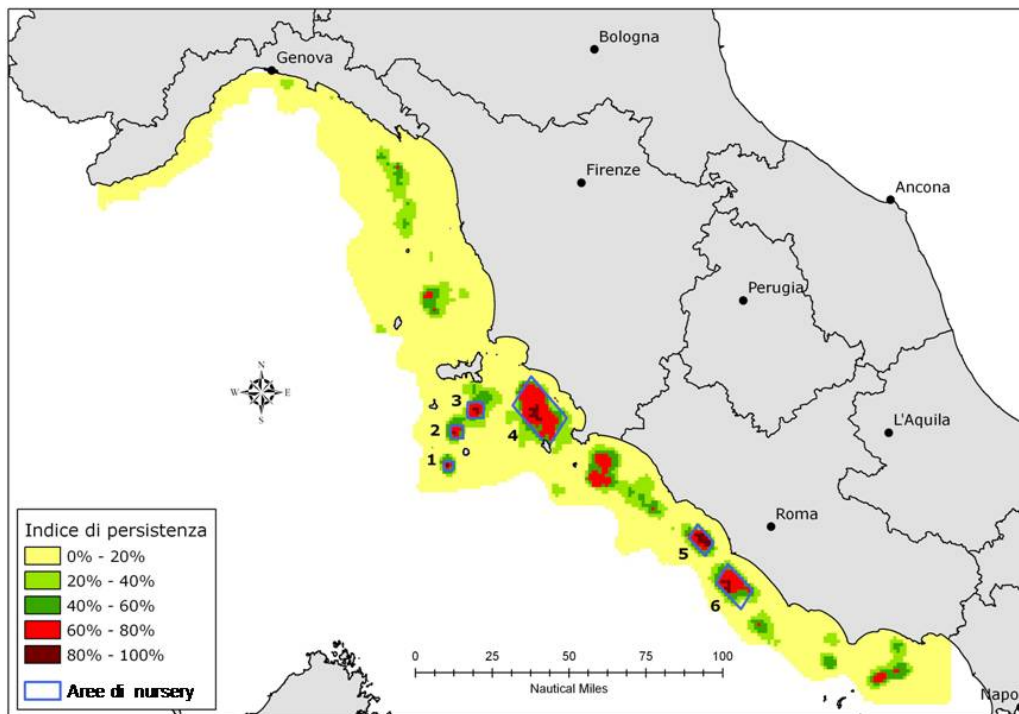 Bologna
Genova
Firenze
Ancona
Perugia
N
W E
S
3
2
4
1
L'Aquila
Roma
5
6
Indice di persistenza
0% - 20%
20% - 40%
40% - 60%
60% - 80%
80% - 100%
Aree di nursery
0 25 50 75 100
Nautical Miles
Napo